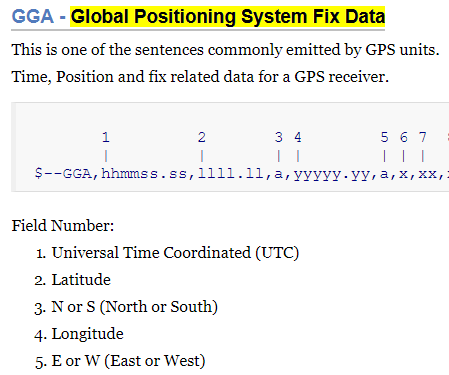 GGA - Global Positioning System Fix Data
This is one of the sentences commonly emitted by GPS units.
Time, Position and fix related data for a GPS receiver.
1 2 3 4 5 6 7
| | | | | | |
$--GGA,hhmmss.ss,llll.ll,a,yyyyy.yy,a,x,xx,
Field Number:
1. Universal Time Coordinated (UTC)
2. Latitude
3. N or S (North or South)
4. Longitude
5. E or W (East or West)